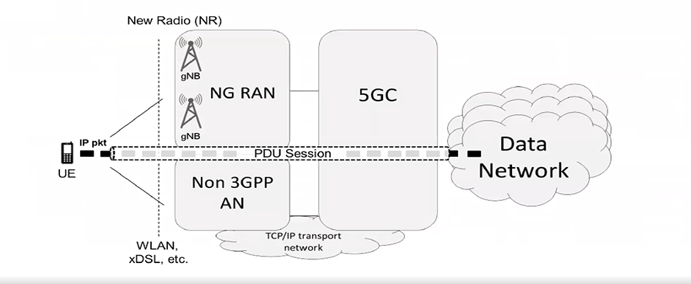 New Radio (NR)
gNB
NG RAN
5GC
gNB
IP pkt
PDU Session
Data
Network
UE
Non 3GPP
AN
WLAN,
xDSL, etc.
TCP/IP transport
network